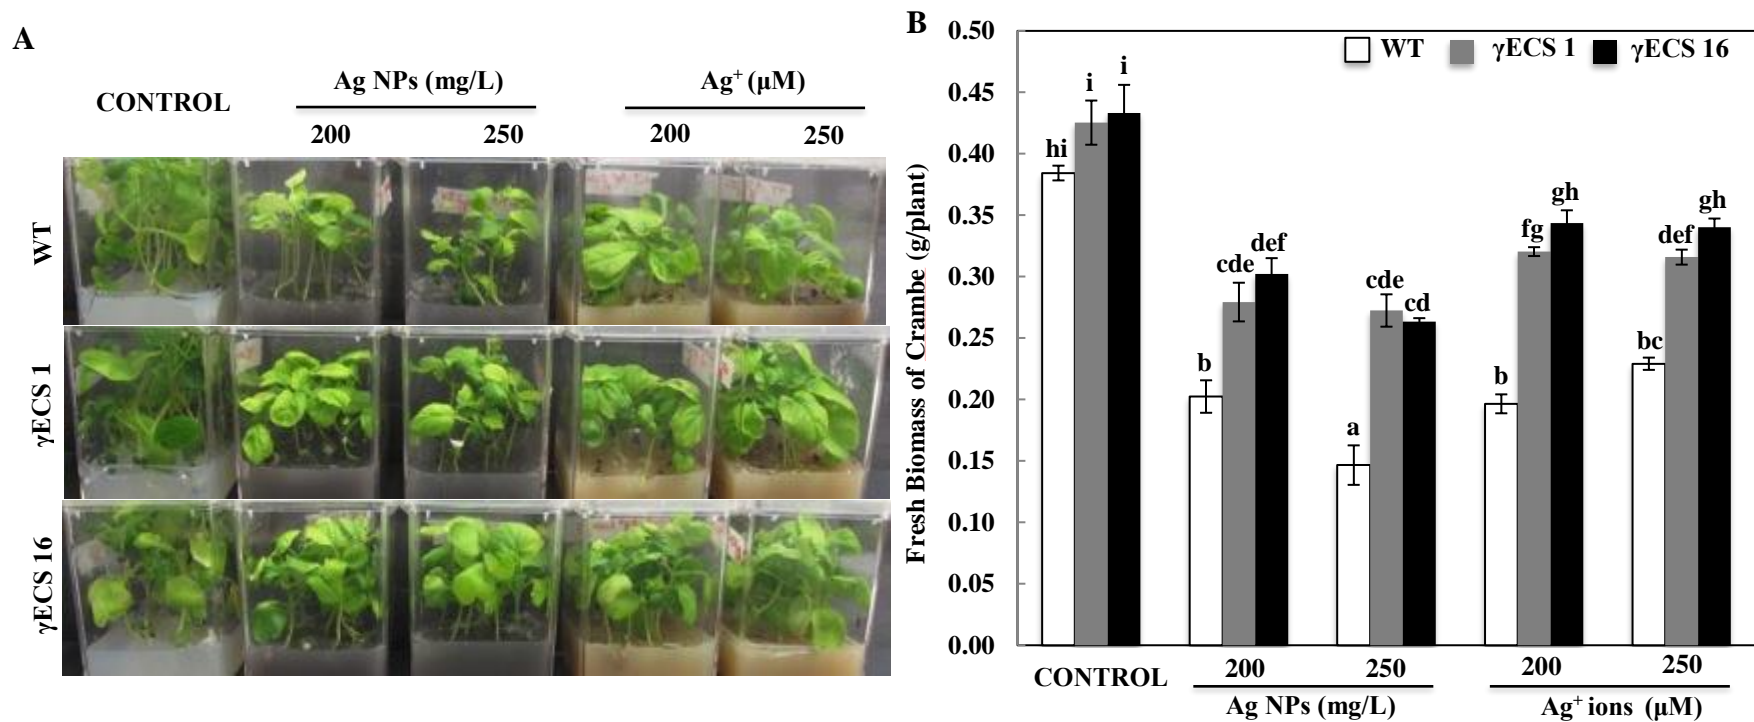 A
CONTROL
Ag NPs (mg/L)
200 250
Ag⁺ (μM)
200 250
WT
γECS 1
γECS 16
B
Fresh Biomass of Crambe (g/plant)
0.50
0.45
0.40
0.35
0.30
0.25
0.20
0.15
0.10
0.05
0.00
WT γECS 1 γECS 16
hi i i
b cde def
a cde cd
b fg gh
bc def gh
CONTROL
200 250
Ag NPs (mg/L)
200 250
Ag⁺ ions (μM)